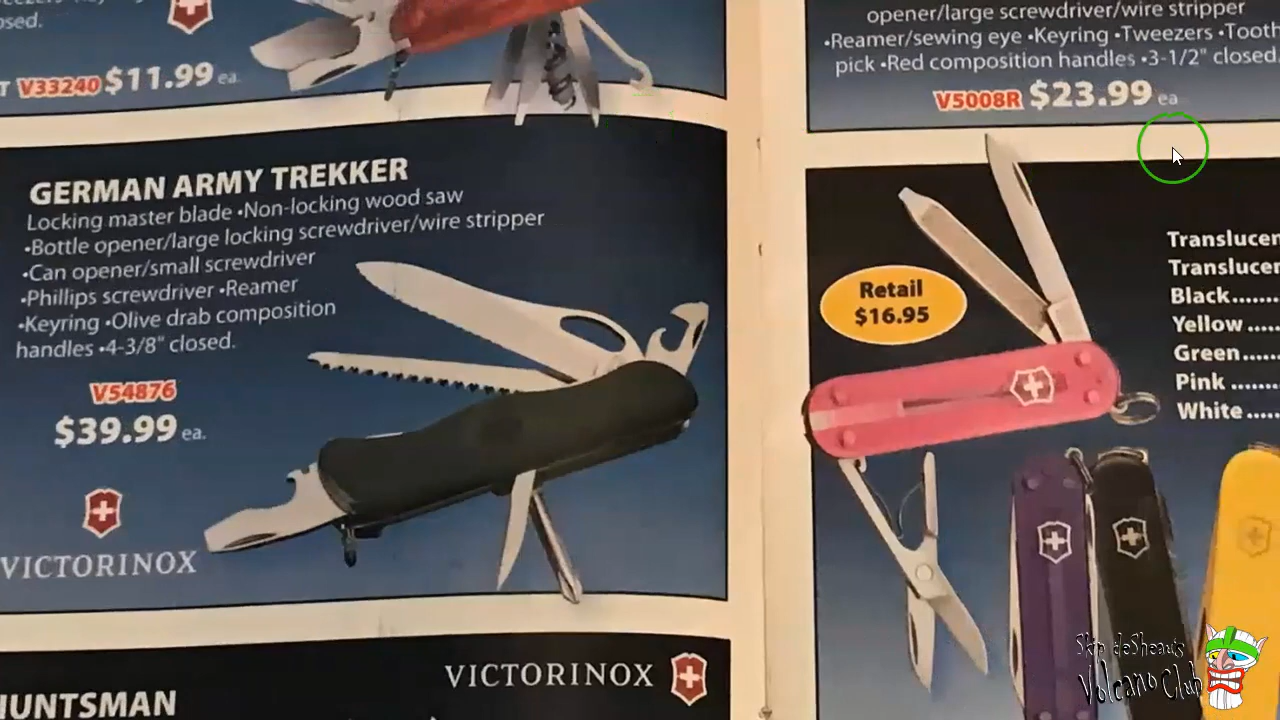 osed.
V33240 $11.99 ea.
GERMAN ARMY TREKKER
Locking master blade •Non-locking wood saw
•Bottle opener/large locking screwdriver/wire stripper
•Can opener/small screwdriver
•Phillips screwdriver •Reamer
•Keyring •Olive drab composition
handles •4-3/8" closed.
V54876
$39.99 ea.
VICTORINOX
VICTORINOX
HUNTSMAN
opener/large screwdriver/wire stripper
•Reamer/sewing eye •Keyring •Tweezers •Tooth
pick •Red composition handles •3-1/2" closed.
V5008R $23.99 ea
Retail
$16.95
Translucen
Translucen
Black.......
Yellow .....
Green.....
Pink .......
White.....
Skip deShears
Volcano Club